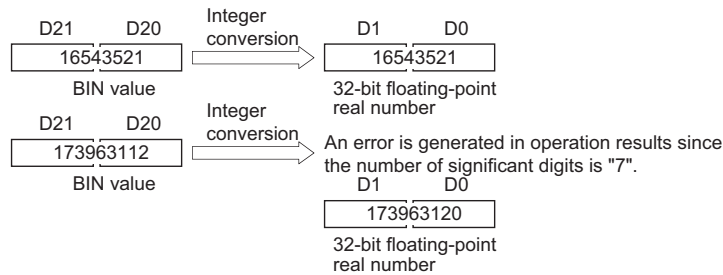 D21 D20
Integer
conversion
D1 D0
16543521
16543521
BIN value
32-bit floating-point
real number
D21 D20
Integer
conversion
173963112
BIN value
An error is generated in operation results since
the number of significant digits is "7".
D1 D0
173963120
32-bit floating-point
real number